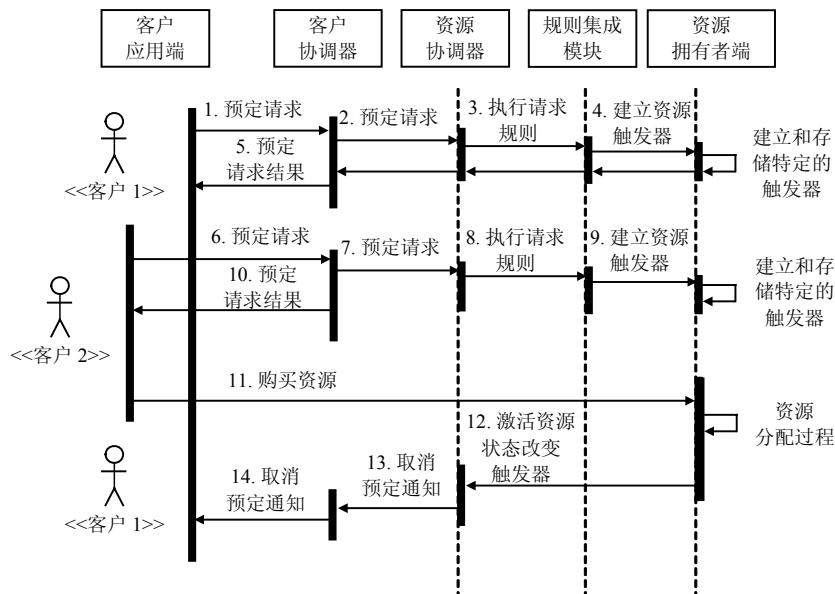 客户
应用端
客户
协调器
资源
协调器
规则集成
模块
资源
拥有者端
1. 预定请求
2. 预定请求
3. 执行请求
规则
4. 建立资源
触发器
5. 预定
请求结果
建立和存
储特定的
触发器
<<客户 1>>
6. 预定请求
7. 预定请求
8. 执行请求
规则
9. 建立资源
触发器
10. 预定
请求结果
建立和存
储特定的
触发器
<<客户 2>>
11. 购买资源
资源
分配过程
12. 激活资源
状态改变
触发器
13. 取消
预定通知
14. 取消
预定通知
<<客户 1>>